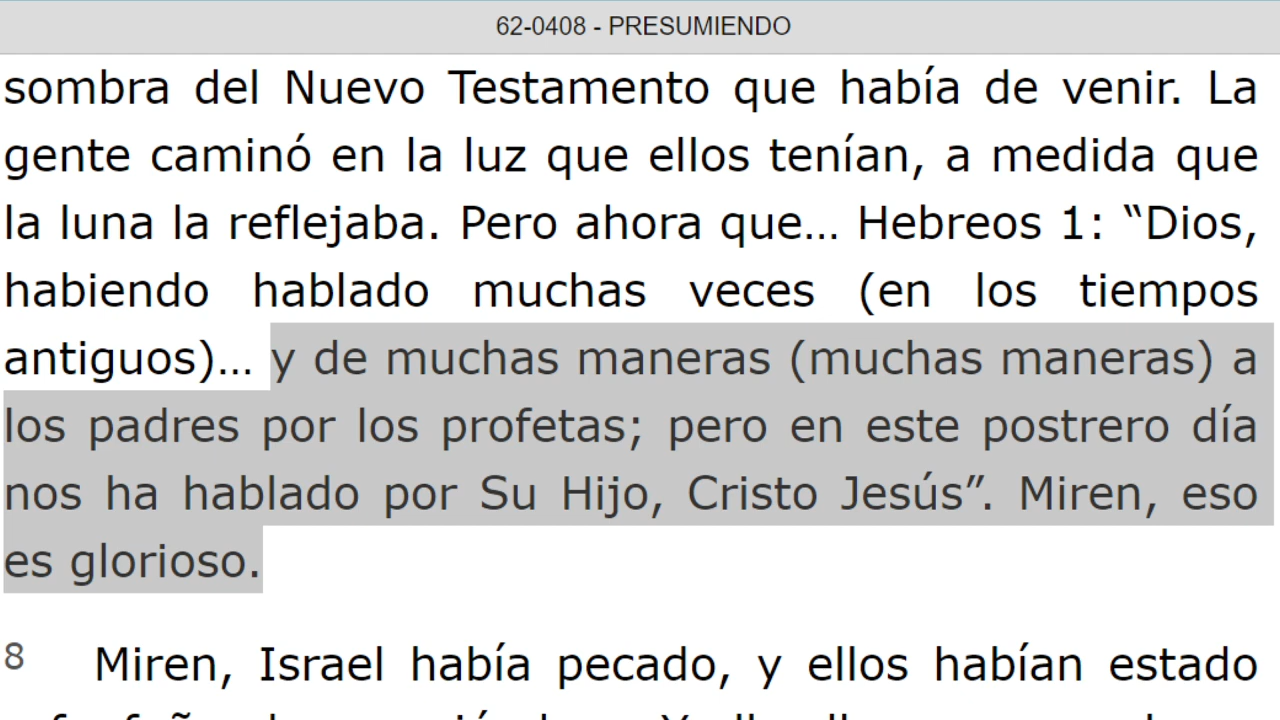 62-0408 - PRESUMIENDO
sombra del Nuevo Testamento que había de venir. La
gente caminó en la luz que ellos tenían, a medida que
la luna la reflejaba. Pero ahora que… Hebreos 1: “Dios,
habiendo hablado muchas veces (en los tiempos
antiguos)… y de muchas maneras (muchas maneras) a
los padres por los profetas; pero en este postrero día
nos ha hablado por Su Hijo, Cristo Jesús”. Miren, eso
es glorioso.
8 Miren, Israel había pecado, y ellos habían estado